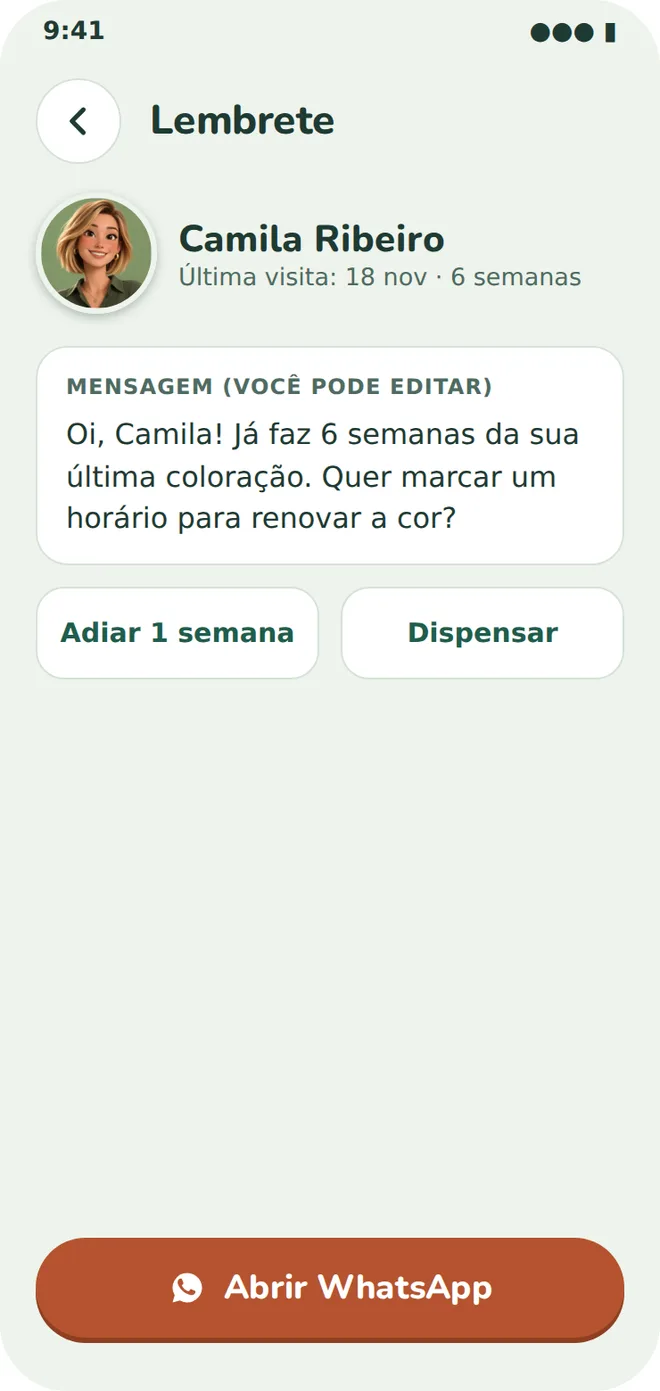 9:41
Lembrete
Camila Ribeiro
Última visita: 18 nov · 6 semanas
MENSAGEM (VOCÊ PODE EDITAR)
Oi, Camila! Já faz 6 semanas da sua
última coloração. Quer marcar um
horário para renovar a cor?
Adiar 1 semana
Dispensar
Abrir WhatsApp